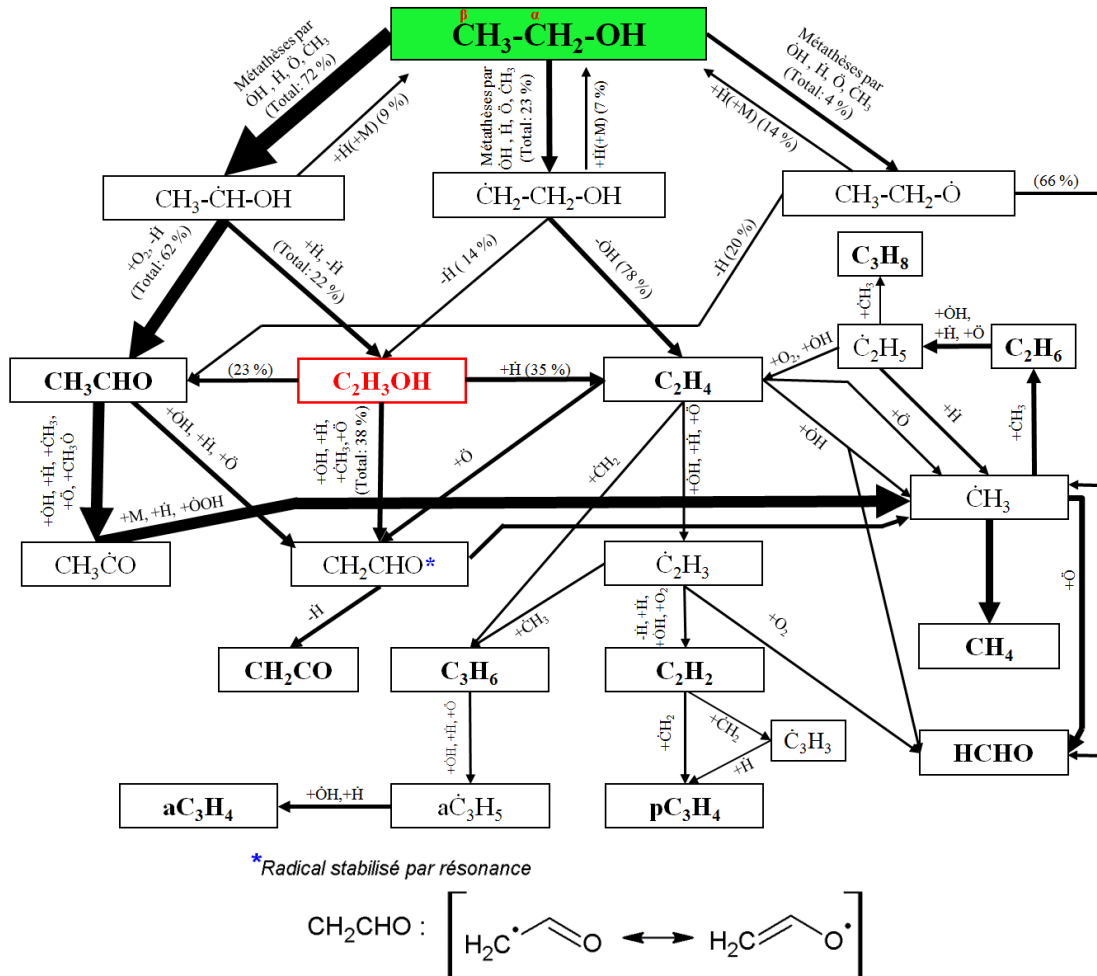 β α
CH₃-CH₂-OH
Métathèses par
ȮH , Ḣ, Ö, ĊH₃
(Total: 72 %)
+Ḣ(+M) (9 %)
Métathèses par
ȮH , Ḣ, Ö, ĊH₃
(Total: 23 %)
+Ḣ(+M) (7 %)
+Ḣ(+M) (14 %)
Métathèses par
ȮH , Ḣ, Ö, ĊH₃
(Total: 4 %)
CH₃-ĊH-OH
ĊH₂-CH₂-OH
CH₃-CH₂-Ȯ
(66 %)
+O₂, -Ḣ
(Total: 62 %)
+Ḣ, -Ḣ
(Total: 22 %)
-Ḣ ( 14 %)
-ȮH (78 %)
-Ḣ (20 %)
C₃H₈
+ĊH₃
Ċ₂H₅
+ȮH,
+Ḣ, +Ö
C₂H₆
+O₂, +ȮH
CH₃CHO
(23 %)
C₂H₃OH
+Ḣ (35 %)
C₂H₄
+Ḣ
+ĊH₃
+Ö
+ȮH
+ȮH, +Ḣ, +ĊH₃,
+Ö, +CH₃Ȯ
+ȮH, +Ḣ, +Ö
+ȮH, +Ḣ,
+ĊH₃,+Ö
(Total: 38 %)
+Ö
+ĊH₂
+ȮH, +Ḣ, +Ö
+M, +Ḣ, +ȮOH
ĊH₃
CH₃ĊO
CH₂CHO*
Ċ₂H₃
+Ö
-Ḣ
+ĊH₃
-Ḣ, +Ḣ,
+ȮH, +O₂
+O₂
CH₂CO
C₃H₆
C₂H₂
CH₄
+ȮH, +Ḣ, +Ö
+ĊH₂
+ĊH₂
Ċ₃H₃
HCHO
+Ḣ
aC₃H₄
+ȮH,+Ḣ
aĊ₃H₅
pC₃H₄
*Radical stabilisé par résonance
CH₂CHO :
H₂C O H₂C O